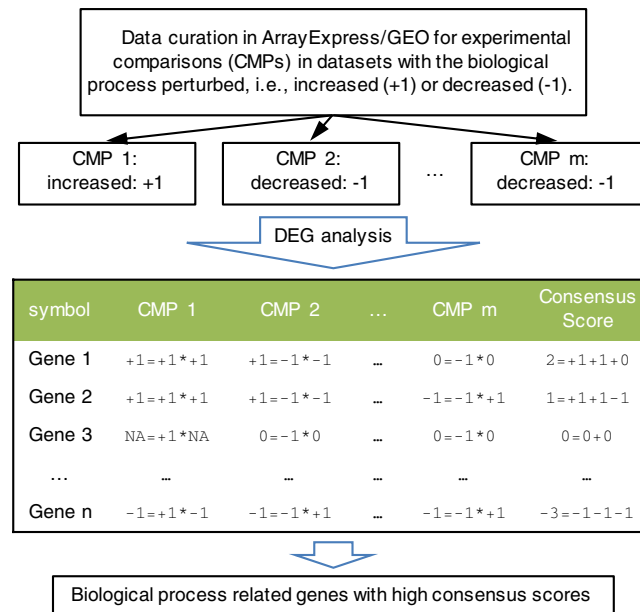 Data curation in ArrayExpress/GEO for experimental
comparisons (CMPs) in datasets with the biological
process perturbed, i.e., increased (+1) or decreased (-1).
CMP 1:
increased: +1
CMP 2:
decreased: -1
...
CMP m:
decreased: -1
DEG analysis
symbol CMP 1 CMP 2 ... CMP m Consensus
Score
Gene 1 +1=+1*+1 +1=-1*-1 ... 0=-1*0 2=+1+1+0
Gene 2 +1=+1*+1 +1=-1*-1 ... -1=-1*+1 1=+1+1-1
Gene 3 NA=+1*NA 0=-1*0 ... 0=-1*0 0=0+0
... ... ... ... ... ...
Gene n -1=+1*-1 -1=-1*+1 ... -1=-1*+1 -3=-1-1-1
Biological process related genes with high consensus scores